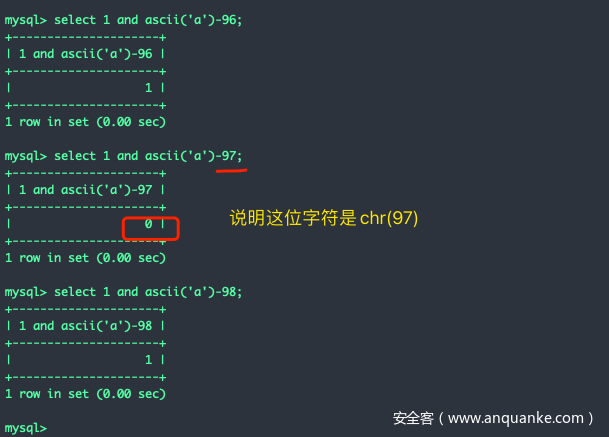 mysql> select 1 and ascii('a')-96;
+---------------------+
| 1 and ascii('a')-96 |
+---------------------+
|                   1 |
+---------------------+
1 row in set (0.00 sec)
mysql> select 1 and ascii('a')-97;
+---------------------+
| 1 and ascii('a')-97 |
+---------------------+
|                   0 |
说明这位字符是chr(97)
+---------------------+
1 row in set (0.00 sec)
mysql> select 1 and ascii('a')-98;
+---------------------+
| 1 and ascii('a')-98 |
+---------------------+
|                   1 |
+---------------------+
1 row in set (0.00 sec)
mysql>
安全客（www.anquanke.com）